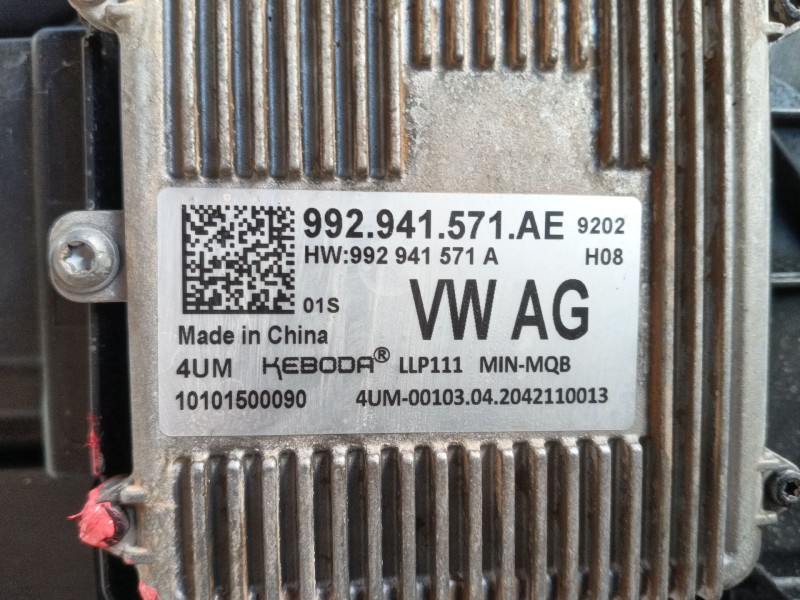 992.941.571.AE 9202
HW:992 941 571 A H08
01S VW AG
Made in China
4UM KEBODA® LLP111 MIN-MQB
10101500090 4UM-00103.04.2042110013